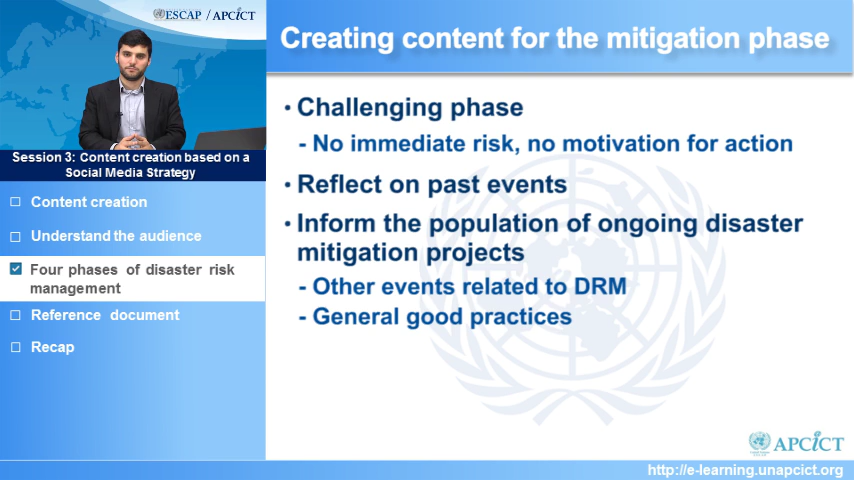 ESCAP / APCICT
Session 3: Content creation based on a
Social Media Strategy
Content creation
Understand the audience
Four phases of disaster risk
management
Reference document
Recap
Creating content for the mitigation phase
• Challenging phase
- No immediate risk, no motivation for action
• Reflect on past events
• Inform the population of ongoing disaster
mitigation projects
- Other events related to DRM
- General good practices
APCICT
http://e-learning.unapcict.org